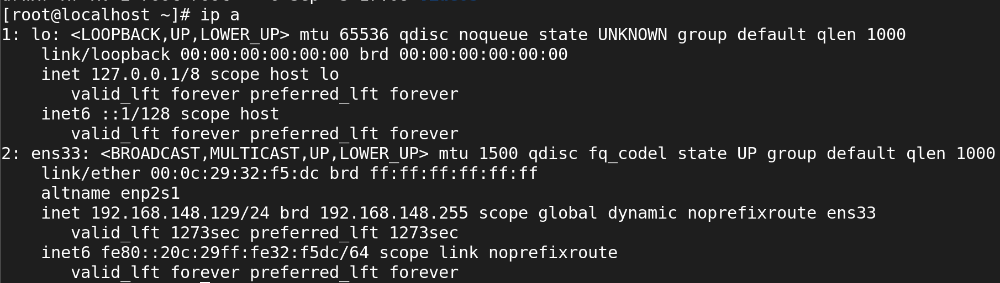 [root@localhost ~]# ip a
1: lo: <LOOPBACK,UP,LOWER_UP> mtu 65536 qdisc noqueue state UNKNOWN group default qlen 1000
    link/loopback 00:00:00:00:00:00 brd 00:00:00:00:00:00
    inet 127.0.0.1/8 scope host lo
       valid_lft forever preferred_lft forever
    inet6 ::1/128 scope host
       valid_lft forever preferred_lft forever
2: ens33: <BROADCAST,MULTICAST,UP,LOWER_UP> mtu 1500 qdisc fq_codel state UP group default qlen 1000
    link/ether 00:0c:29:32:f5:dc brd ff:ff:ff:ff:ff:ff
    altname enp2s1
    inet 192.168.148.129/24 brd 192.168.148.255 scope global dynamic noprefixroute ens33
       valid_lft 1273sec preferred_lft 1273sec
    inet6 fe80::20c:29ff:fe32:f5dc/64 scope link noprefixroute
       valid_lft forever preferred_lft forever